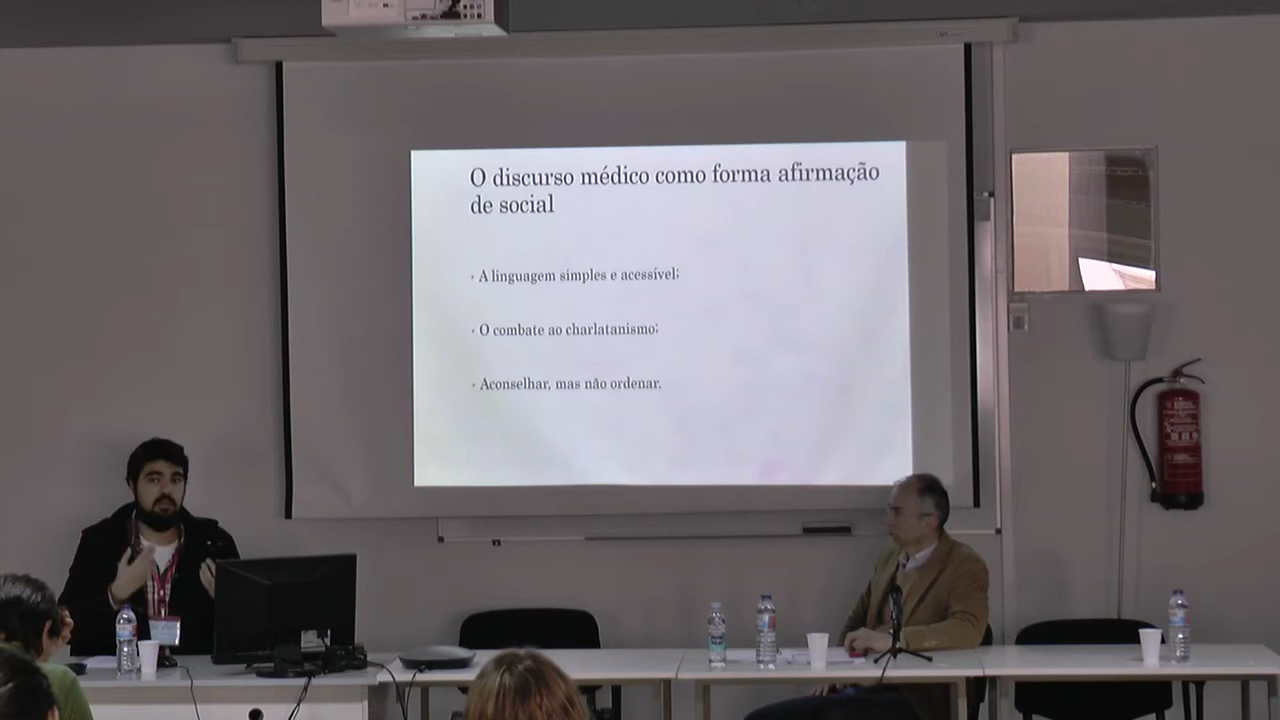 O discurso médico como forma afirmação
de social
• A linguagem simples e acessível;
• O combate ao charlatanismo;
• Aconselhar, mas não ordenar.